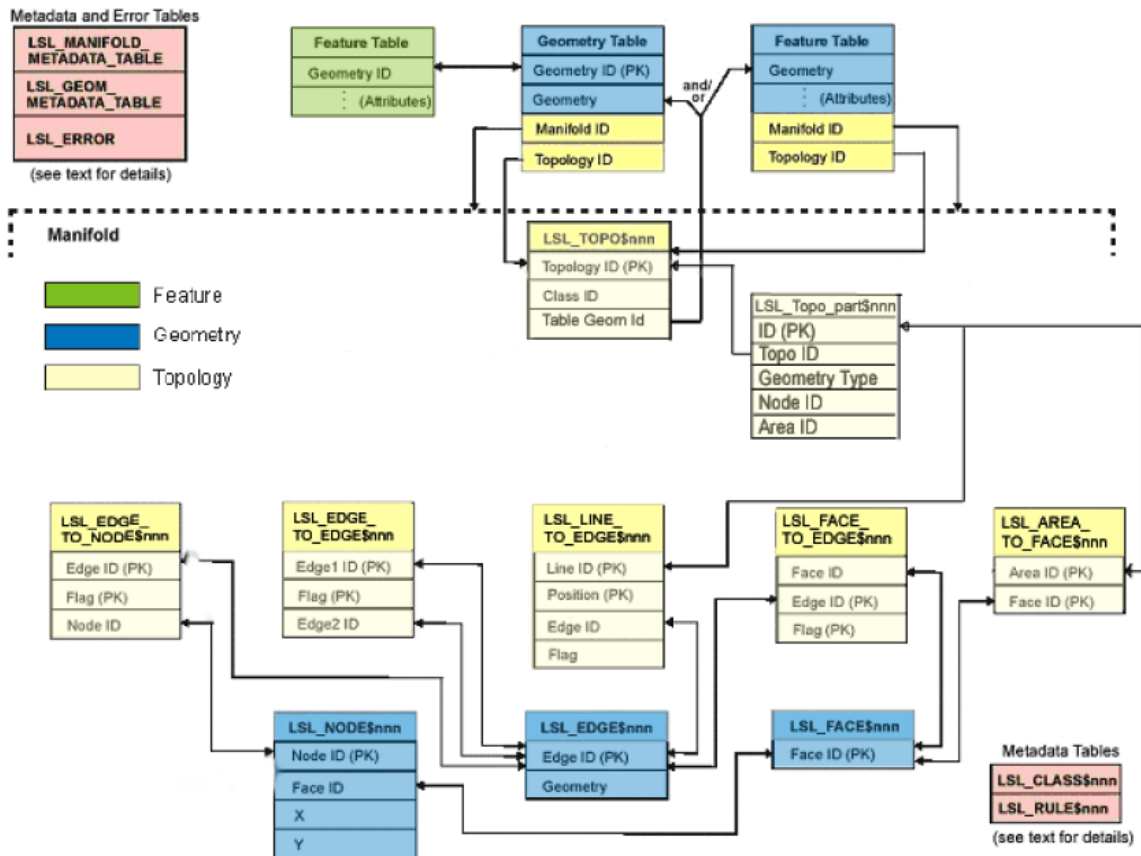 Metadata and Error Tables
LSL_MANIFOLD_
METADATA_TABLE
LSL_GEOM_
METADATA_TABLE
LSL_ERROR
(see text for details)
Feature Table
Geometry ID
(Attributes)
Geometry Table
Geometry ID (PK)
Geometry
Manifold ID
Topology ID
and/
or
Feature Table
Geometry
(Attributes)
Manifold ID
Topology ID
Manifold
Feature
Geometry
Topology
LSL_TOPO$nnn
Topology ID (PK)
Class ID
Table Geom Id
LSL_Topo_part$nnn
ID (PK)
Topo ID
Geometry Type
Node ID
Area ID
LSL_EDGE_
TO_NODE$nnn
Edge ID (PK)
Flag (PK)
Node ID
LSL_EDGE_
TO_EDGE$nnn
Edge1 ID (PK)
Flag (PK)
Edge2 ID
LSL_LINE_
TO_EDGE$nnn
Line ID (PK)
Position (PK)
Edge ID
Flag
LSL_FACE_
TO_EDGE$nnn
Face ID
Edge ID (PK)
Flag (PK)
LSL_AREA_
TO_FACE$nnn
Area ID (PK)
Face ID (PK)
LSL_NODE$nnn
Node ID (PK)
Face ID
X
Y
LSL_EDGE$nnn
Edge ID (PK)
Geometry
LSL_FACE$nnn
Face ID (PK)
Metadata Tables
LSL_CLASS$nnn
LSL_RULE$nnn
(see text for details)